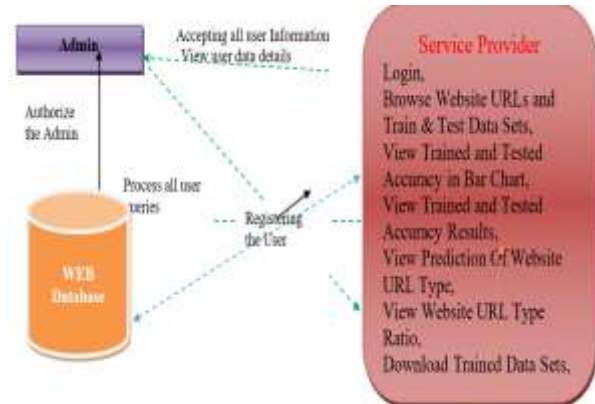 Admin
Accepting all user Information
View user data details
Authorize
the Admin
Process all user
queries
Registering
the User
WEB
Database
Service Provider
Login,
Browse Website URLs and
Train & Test Data Sets,
View Trained and Tested
Accuracy in Bar Chart,
View Trained and Tested
Accuracy Results,
View Prediction Of Website
URL Type,
View Website URL Type
Ratio,
Download Trained Data Sets,